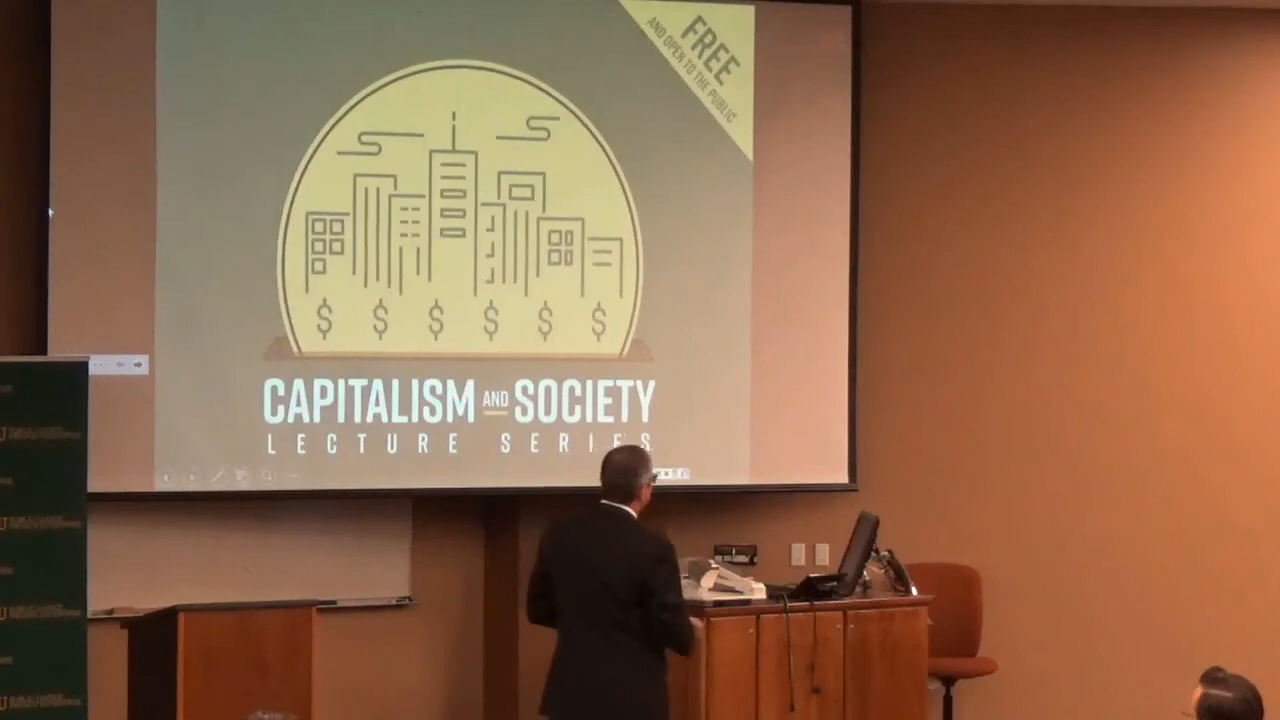 FREE
AND OPEN TO THE PUBLIC
$ $ $ $ $ $
CAPITALISM AND SOCIETY
LECTURE SERIES